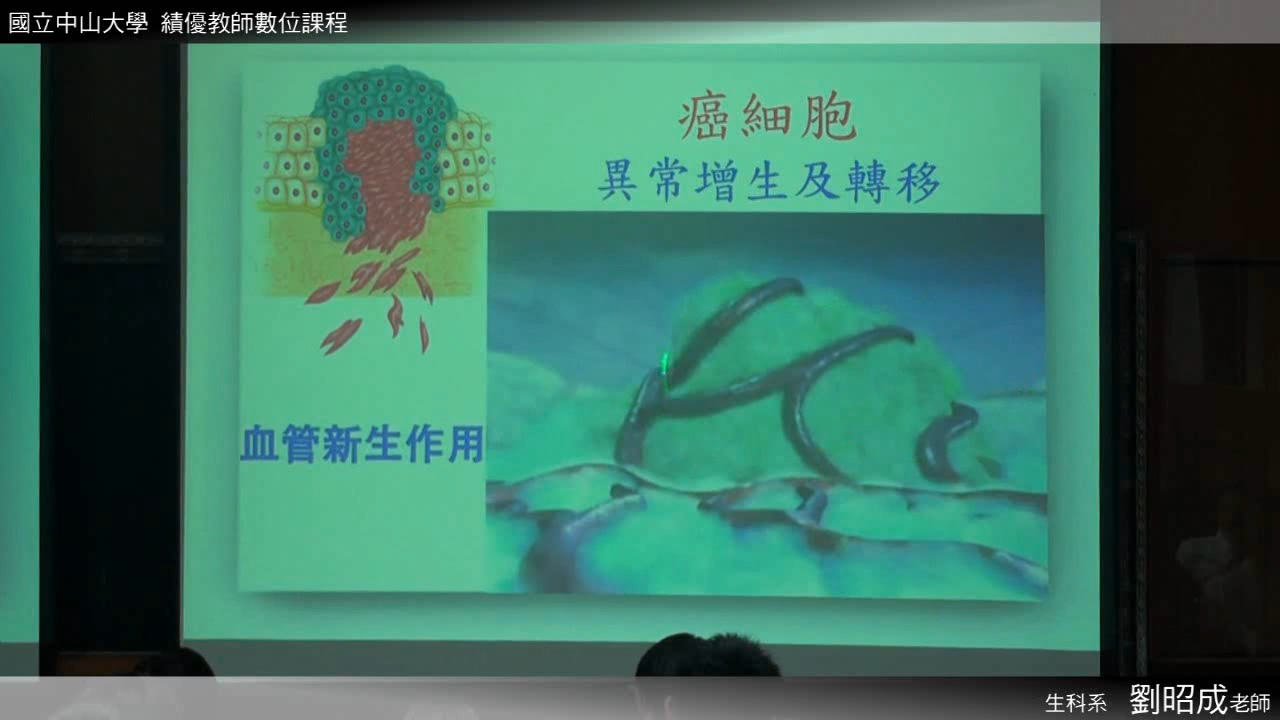 國立中山大學 績優教師數位課程
癌細胞
異常增生及轉移
血管新生作用
生科系 劉昭成老師